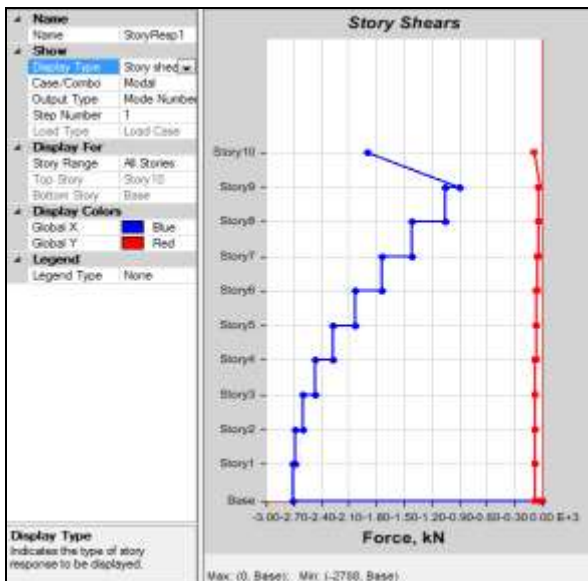 Name
Name StoryResp1
Show
Display Type Story shea
Case/Combo Modal
Output Type Mode Number
Step Number 1
Load Type Load Case
Display For
Story Range All Stories
Top Story Story10
Bottom Story Base
Display Colors
Global X Blue
Global Y Red
Legend
Legend Type None
Display Type
Indicates the type of story
response to be displayed.
Story Shears
Story10
Story9
Story8
Story7
Story6
Story5
Story4
Story3
Story2
Story1
Base
-3.00 -2.70 -2.40 -2.10 -1.80 -1.50 -1.20 -0.90 -0.60 -0.30 0.00 E+3
Force, kN
Max: (0, Base); Min: (-2708, Base)